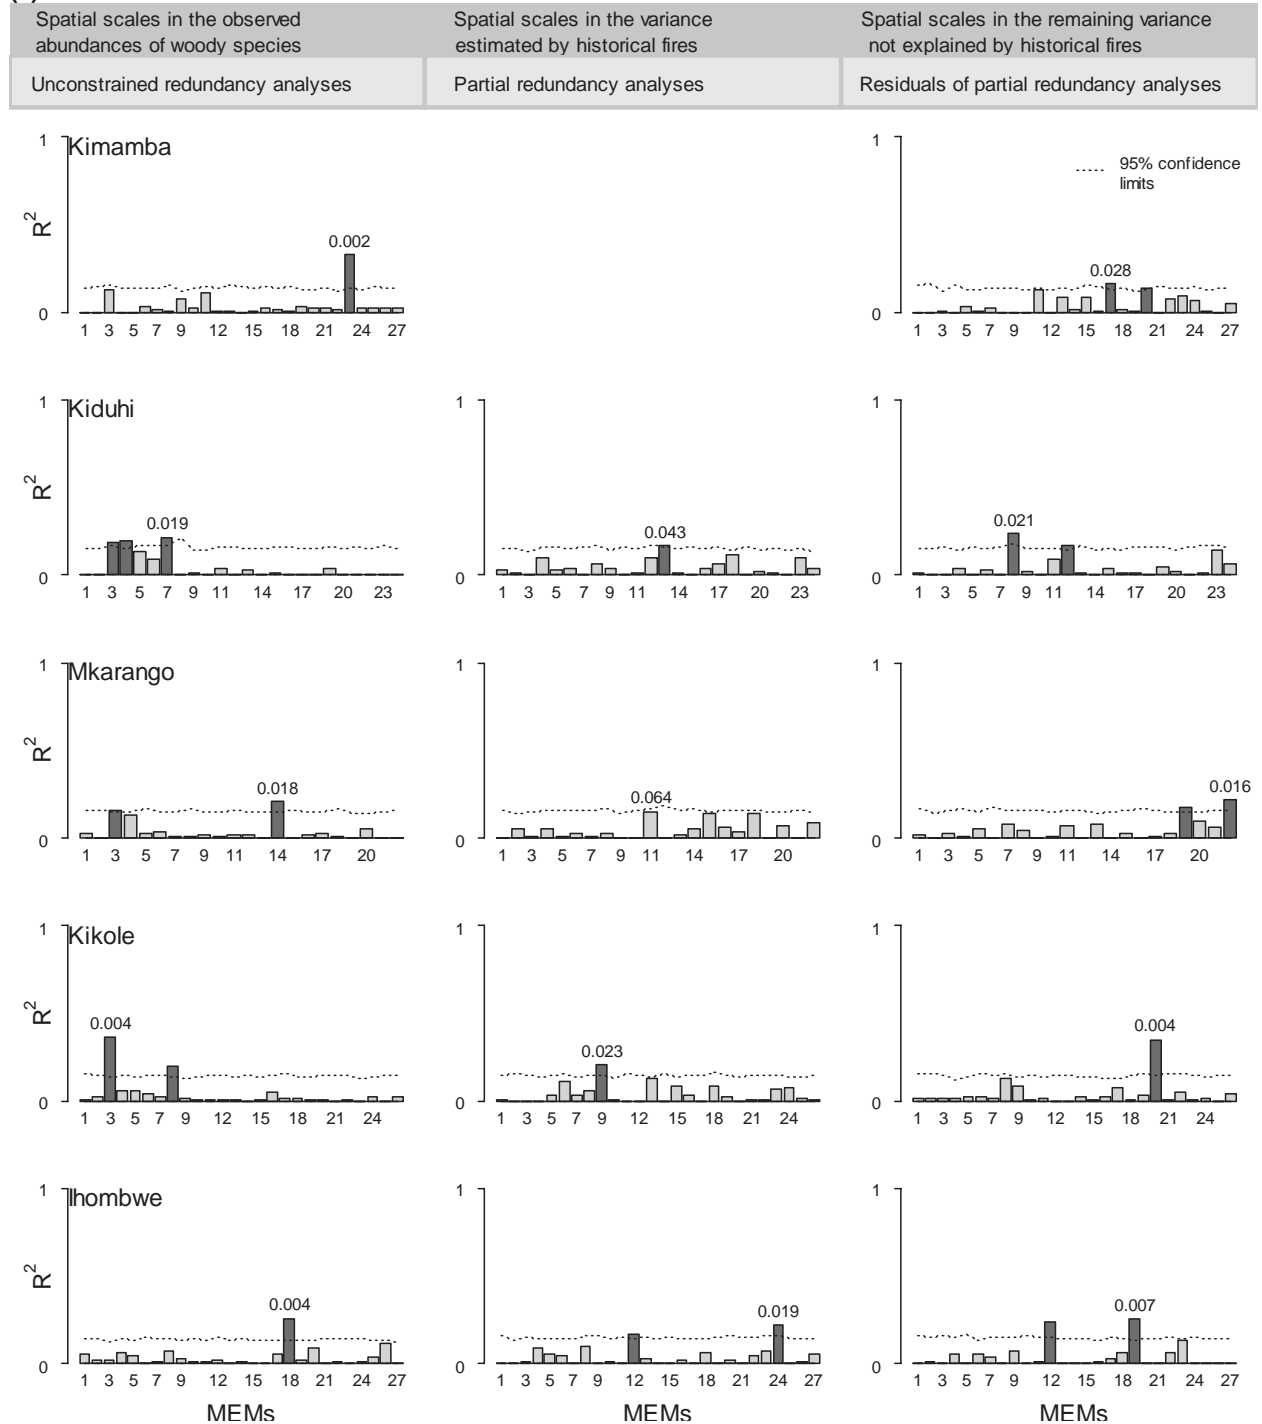 Spatial scales in the observed
abundances of woody species
Spatial scales in the variance
estimated by historical fires
Spatial scales in the remaining variance
not explained by historical fires
Unconstrained redundancy analyses
Partial redundancy analyses
Residuals of partial redundancy analyses
Kimamba
1
R2
0
0.002
1 3 5 7 9 12 15 18 21 24 27
1
0
95% confidence
limits
0.028
1 3 5 7 9 12 15 18 21 24 27
Kiduhi
1
R2
0
0.019
1 3 5 7 9 11 14 17 20 23
1
0
0.043
1 3 5 7 9 11 14 17 20 23
1
0
0.021
1 3 5 7 9 11 14 17 20 23
Mkarango
1
R2
0
0.018
1 3 5 7 9 11 14 17 20
1
0
0.064
1 3 5 7 9 11 14 17 20
1
0
0.016
1 3 5 7 9 11 14 17 20
Kikole
1
R2
0
0.004
1 3 5 7 9 12 15 18 21 24
1
0
0.023
1 3 5 7 9 12 15 18 21 24
1
0
0.004
1 3 5 7 9 12 15 18 21 24
Ihombwe
1
R2
0
0.004
1 3 5 7 9 12 15 18 21 24 27
MEMs
1
0
0.019
1 3 5 7 9 12 15 18 21 24 27
MEMs
1
0
0.007
1 3 5 7 9 12 15 18 21 24 27
MEMs